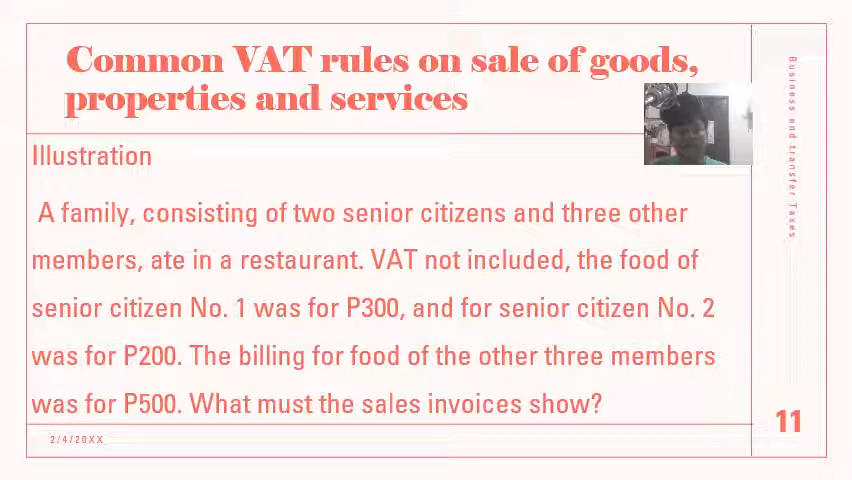 Common VAT rules on sale of goods,
properties and services
Illustration
A family, consisting of two senior citizens and three other
members, ate in a restaurant. VAT not included, the food of
senior citizen No. 1 was for P300, and for senior citizen No. 2
was for P200. The billing for food of the other three members
was for P500. What must the sales invoices show?
2/4/20XX
Business and transfer Taxes
11